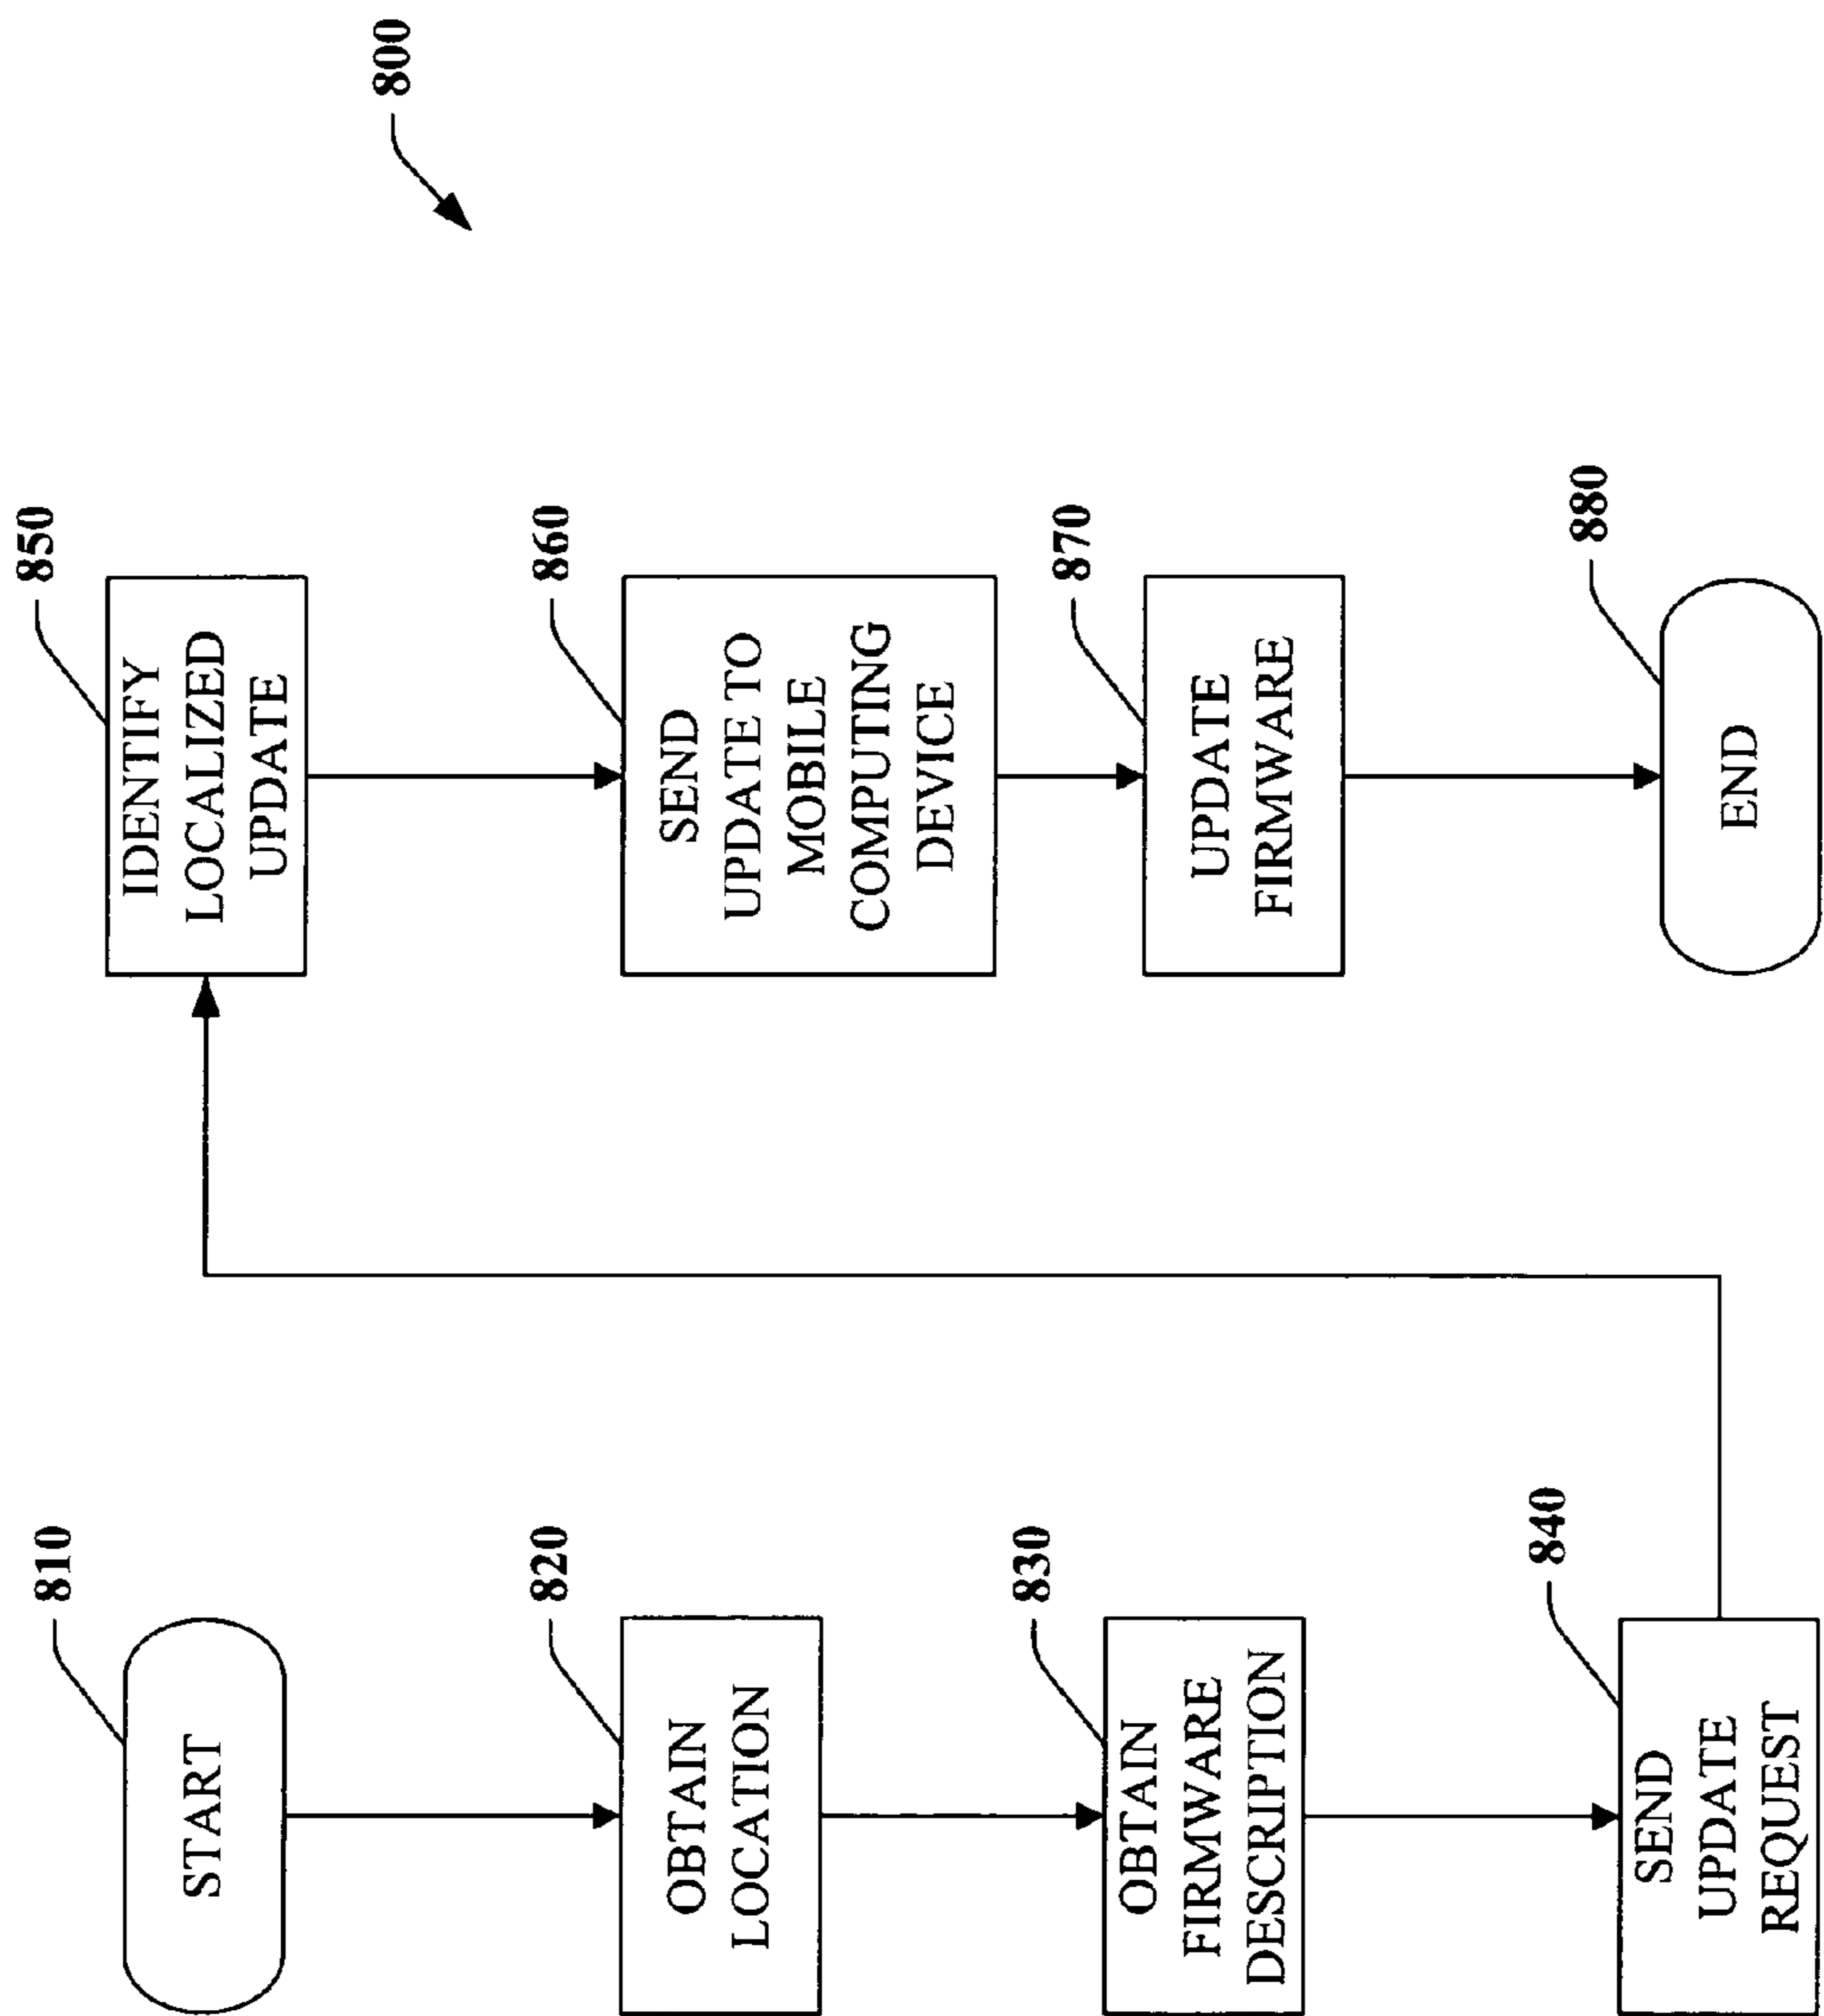 800
810
START
820
OBTAIN
LOCATION
830
OBTAIN
FIRMWARE
DESCRIPTION
840
SEND
UPDATE
REQUEST
850
IDENTIFY
LOCALIZED
UPDATE
860
SEND
UPDATE TO
MOBILE
COMPUTING
DEVICE
870
UPDATE
FIRMWARE
880
END